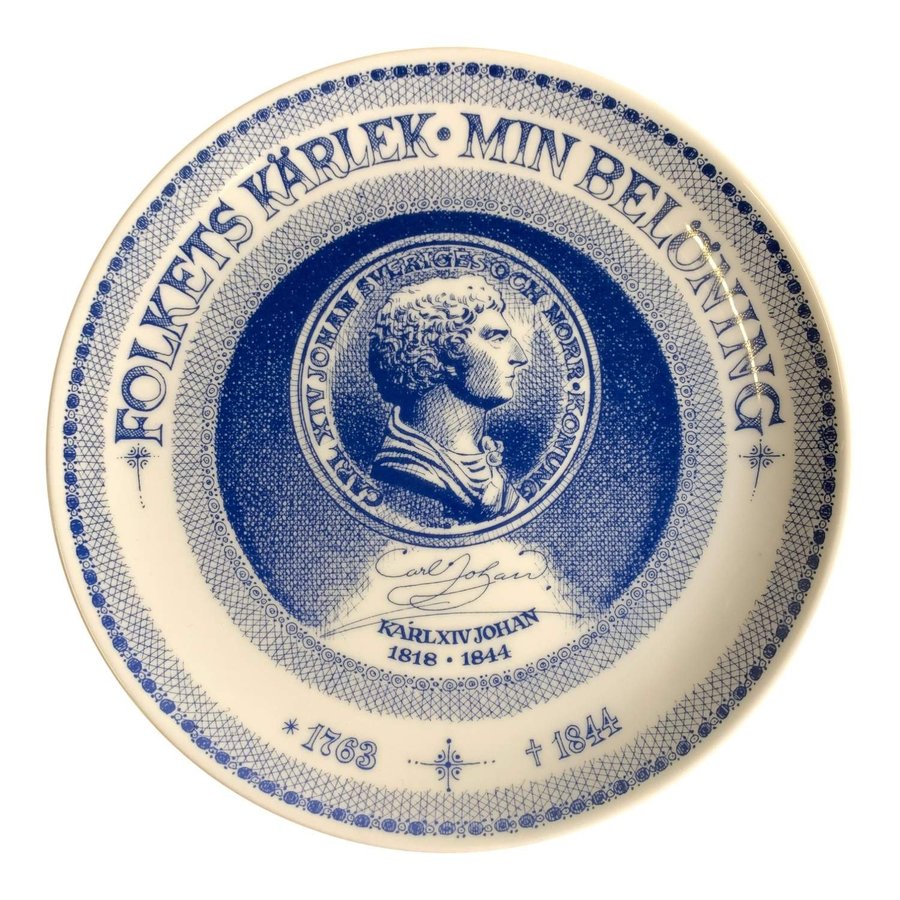 FOLKETS KÄRLEK · MIN BELÖNING
CARL XIV JOHAN SVERIGES OCH NORR · KONUNG
Carl Johan
KARL XIV JOHAN
1818 · 1844
* 1763 † 1844